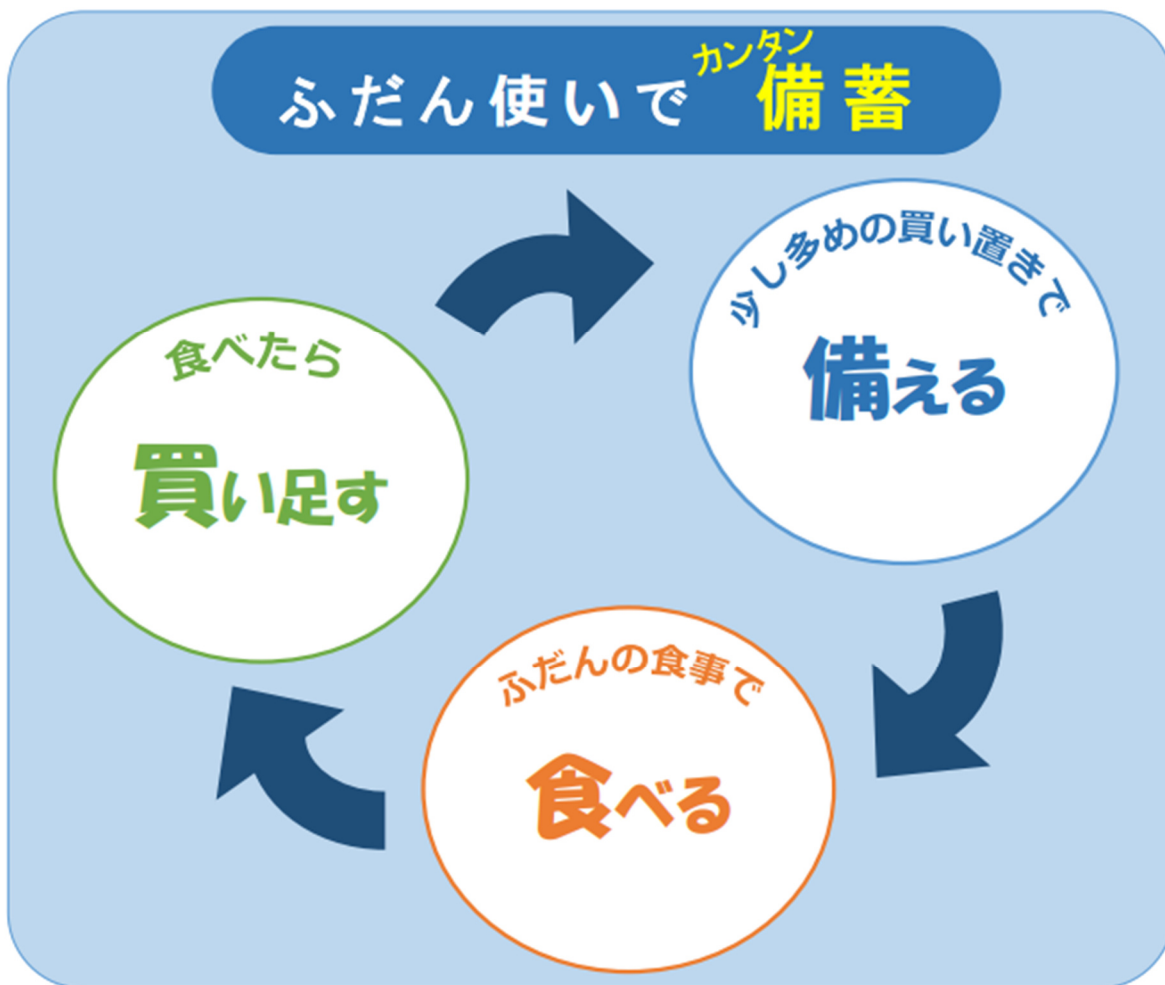 ふだん使いでカンタン備蓄
少し多めの買い置きで
備える
ふだんの食事で
食べる
食べたら
買い足す